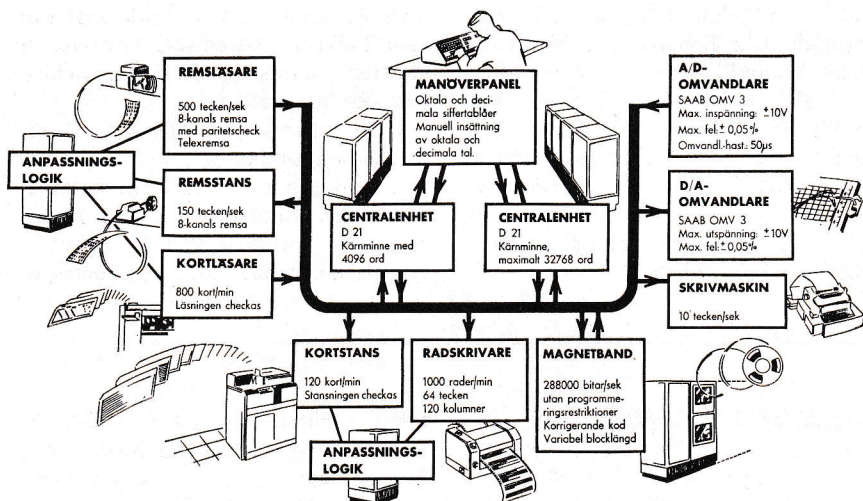 REMSLÄSARE
500 tecken/sek
8-kanals remsa
med paritetscheck
Telexremsa
ANPASSNINGS-
LOGIK
REMSSTANS
150 tecken/sek
8-kanals remsa
KORTLÄSARE
800 kort/min
Läsningen checkas
MANÖVERPANEL
Oktala och deci-
mala siffertablåer
Manuell insättning
av oktala och
decimala tal.
CENTRALENHET
D 21
Kärnminne med
4096 ord
CENTRALENHET
D 21
Kärnminne,
maximalt 32768 ord
A/D-
OMVANDLARE
SAAB OMV 3
Max. inspänning: ±10V
Max. fel: ± 0,05%
Omvandl.-hast.: 50μs
D/A-
OMVANDLARE
SAAB OMV 3
Max. utspänning: ±10V
Max. fel: ±0,05%
SKRIVMASKIN
10 tecken/sek
KORTSTANS
120 kort/min
Stansningen checkas
RADSKRIVARE
1000 rader/min
64 tecken
120 kolumner
ANPASSNINGS-
LOGIK
MAGNETBAND
288000 bitar/sek
utan programme-
ringsrestriktioner
Korrigerande kod
Variabel blocklängd